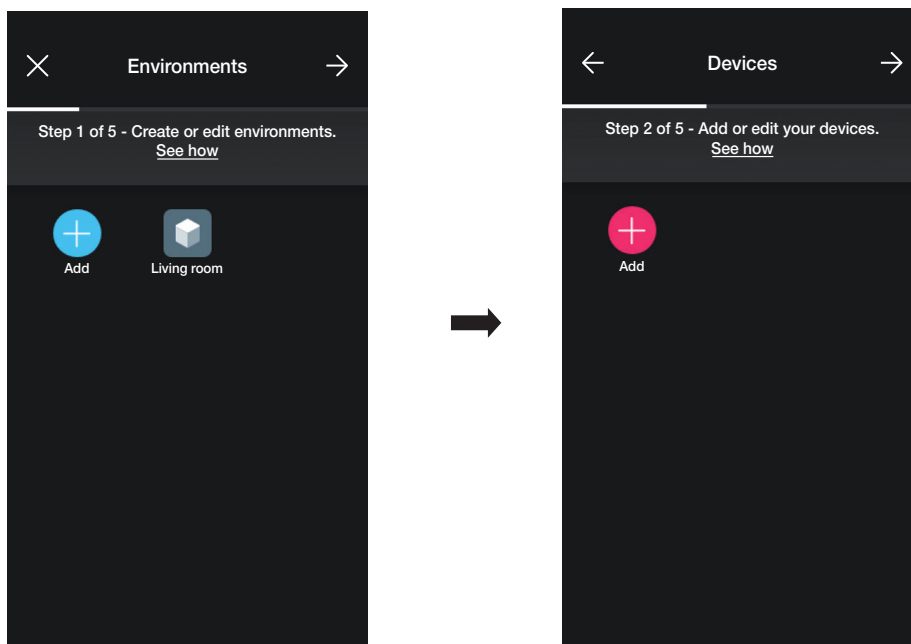 Environments
Step 1 of 5 - Create or edit environments.
See how
Add
Living room
Devices
Step 2 of 5 - Add or edit your devices.
See how
Add